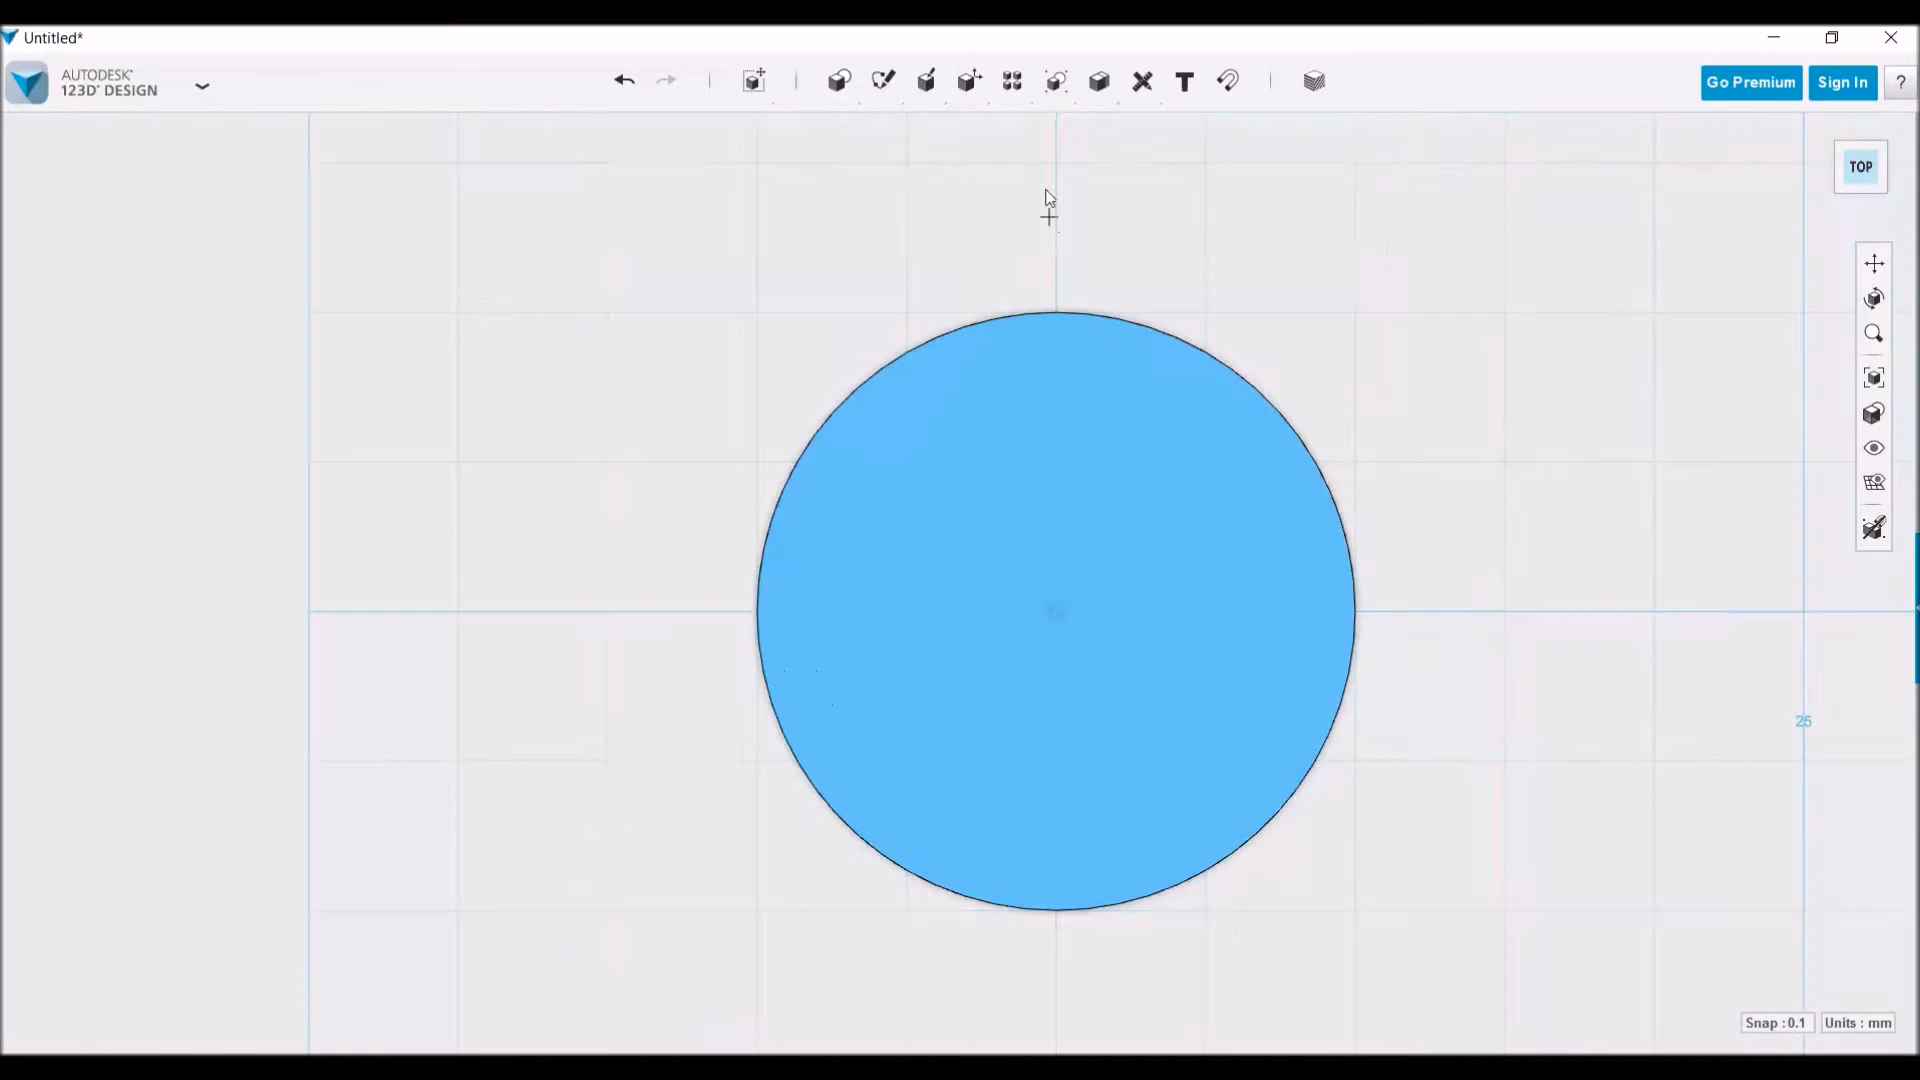 Untitled*
AUTODESK®
123D® DESIGN
T
Go Premium
Sign In
?
TOP
25
Snap :0.1
Units : mm